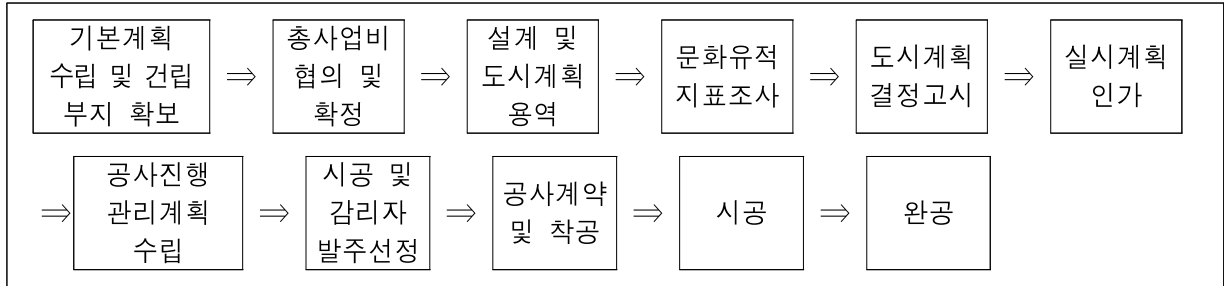 기본계획
수립 및 건립
부지 확보
⇒
총사업비
협의 및
확정
⇒
설계 및
도시계획
용역
⇒
문화유적
지표조사
⇒
도시계획
결정고시
⇒
실시계획
인가
⇒
공사진행
관리계획
수립
⇒
시공 및
감리자
발주선정
⇒
공사계약
및 착공
⇒
시공
⇒
완공